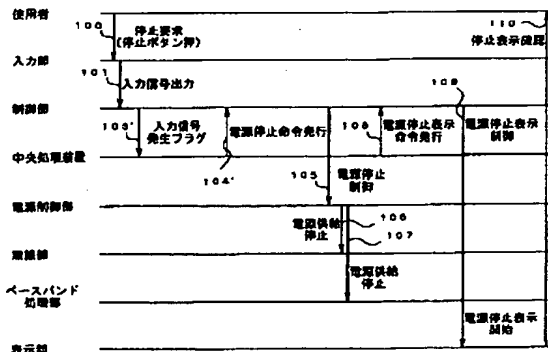 使用者
100
停止要求
(停止ボタン押)
110
停止表示確認
入力部
101
入力信号出力
109
制御部
103'
入力信号
発生フラグ
電源停止命令発行
104'
108
電源停止表示
命令発行
電源停止表示
制御
中央処理装置
105
電源停止
制御
電源制御部
電源供給
停止
106
107
電源部
電源供給
停止
ベースバンド
処理部
電源停止表示
開始
表示部